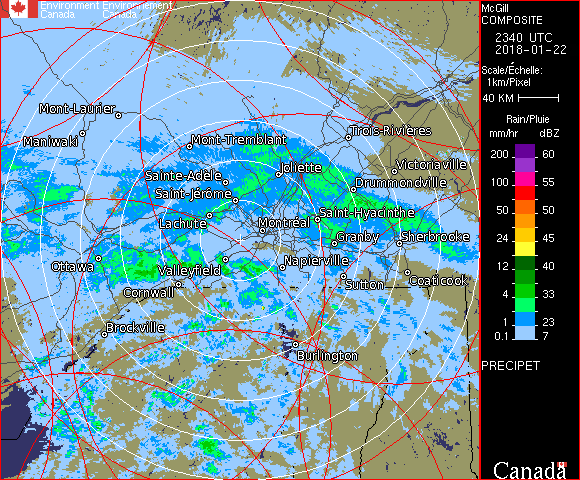 Environment Environnement
Canada Canada
McGill
COMPOSITE
2340 UTC
2018-01-22
Scale/Échelle:
1km/Pixel
40 KM
Rain/Pluie
mm/hr dBZ
200 60
100 55
50 50
24 45
12 40
4 33
1 23
0.1 7
PRECIPET
Canada
Mont-Laurier
Maniwaki
Mont-Tremblant
Trois-Rivières
Sainte-Adèle
Joliette
Victoriaville
Saint-Jérôme
Drummondville
Lachute
Montréal
Saint-Hyacinthe
Granby
Sherbrooke
Ottawa
Valleyfield
Napierville
Cornwall
Sutton
Coaticook
Brockville
Burlington